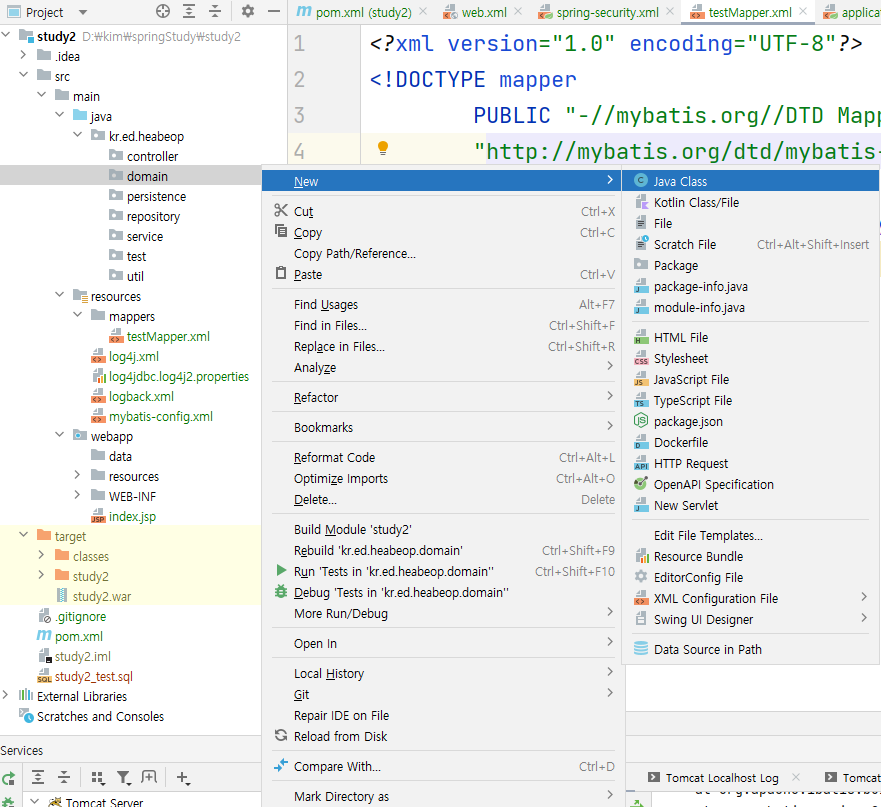 Project
pom.xml (study2)
web.xml
spring-security.xml
testMapper.xml
applicat
study2 D:₩kim₩springStudy₩study2
.idea
src
main
java
kr.ed.heabeop
controller
domain
persistence
repository
service
test
util
resources
mappers
testMapper.xml
log4j.xml
log4jdbc.log4j2.properties
logback.xml
mybatis-config.xml
webapp
data
resources
WEB-INF
index.jsp
target
classes
study2
study2.war
.gitignore
pom.xml
study2.iml
study2_test.sql
External Libraries
Scratches and Consoles
Services
Tomcat Server
1 <?xml version="1.0" encoding="UTF-8"?>
2 <!DOCTYPE mapper
3 PUBLIC "-//mybatis.org//DTD Mapp
4 "http://mybatis.org/dtd/mybatis-
New
Cut Ctrl+X
Copy Ctrl+C
Copy Path/Reference...
Paste Ctrl+V
Find Usages Alt+F7
Find in Files... Ctrl+Shift+F
Replace in Files... Ctrl+Shift+R
Analyze
Refactor
Bookmarks
Reformat Code Ctrl+Alt+L
Optimize Imports Ctrl+Alt+O
Delete... Delete
Build Module 'study2'
Rebuild 'kr.ed.heabeop.domain' Ctrl+Shift+F9
Run 'Tests in 'kr.ed.heabeop.domain'' Ctrl+Shift+F10
Debug 'Tests in 'kr.ed.heabeop.domain''
More Run/Debug
Open In
Local History
Git
Repair IDE on File
Reload from Disk
Compare With... Ctrl+D
Mark Directory as
Java Class
Kotlin Class/File
File
Scratch File Ctrl+Alt+Shift+Insert
Package
package-info.java
module-info.java
HTML File
Stylesheet
JavaScript File
TypeScript File
package.json
Dockerfile
HTTP Request
OpenAPI Specification
New Servlet
Edit File Templates...
Resource Bundle
EditorConfig File
XML Configuration File
Swing UI Designer
Data Source in Path
Tomcat Localhost Log
Tomca